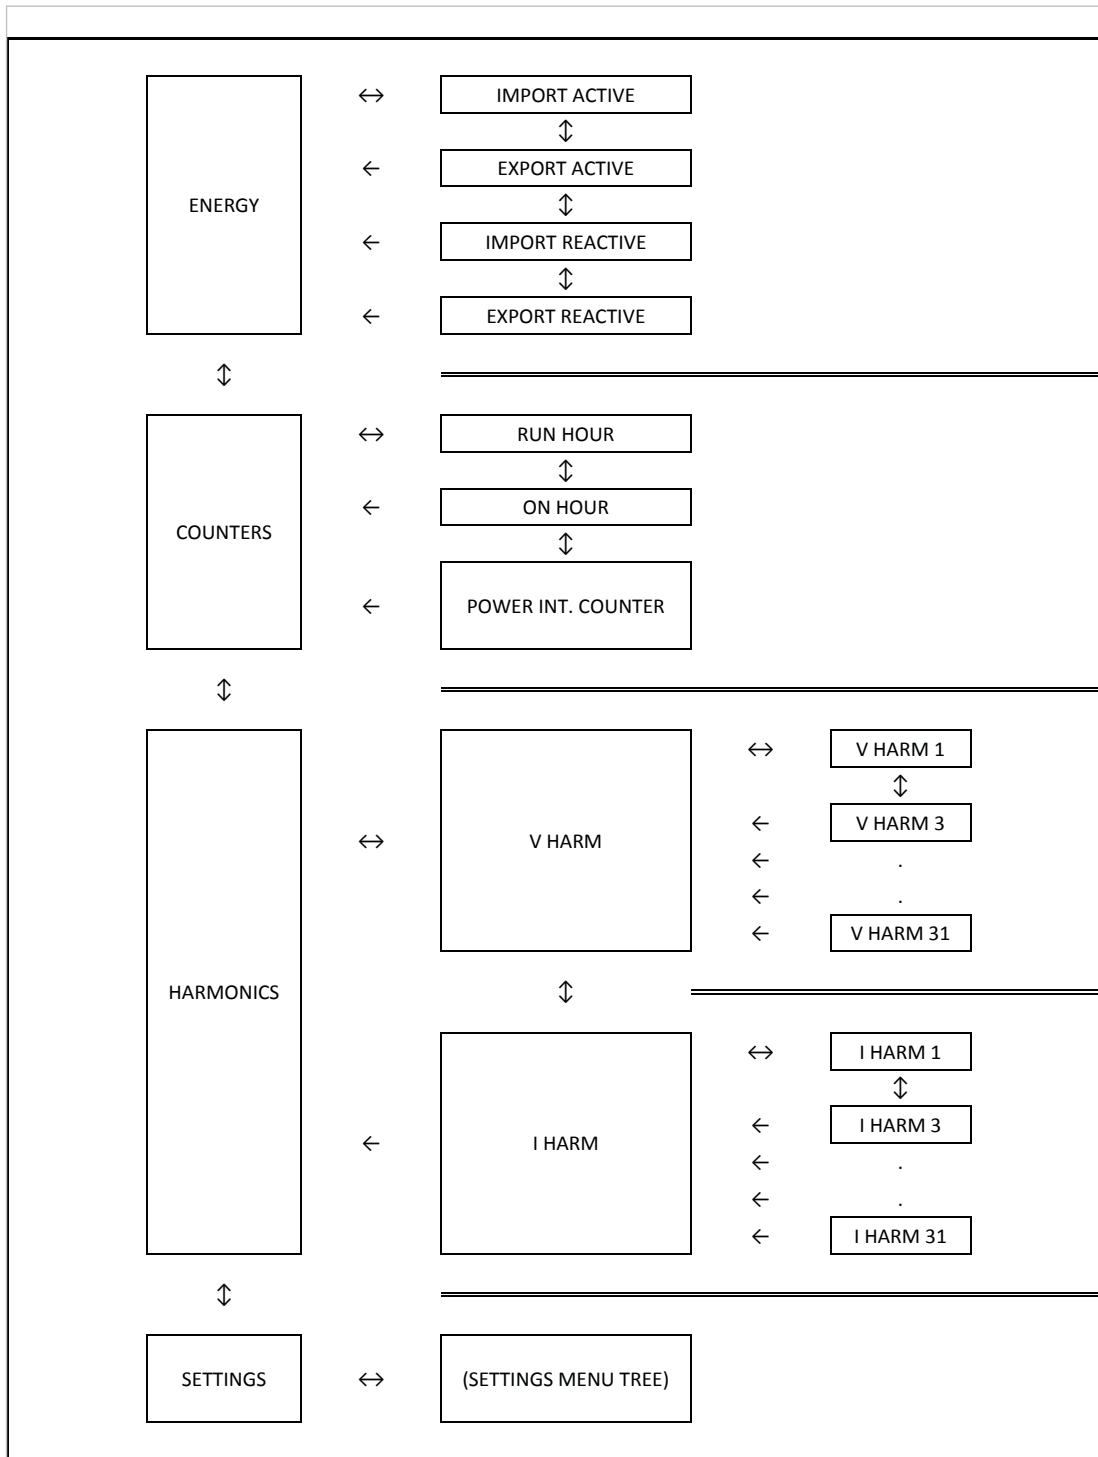 ENERGY
IMPORT ACTIVE
EXPORT ACTIVE
IMPORT REACTIVE
EXPORT REACTIVE
COUNTERS
RUN HOUR
ON HOUR
POWER INT. COUNTER
HARMONICS
V HARM
V HARM 1
V HARM 3
.
.
V HARM 31
I HARM
I HARM 1
I HARM 3
.
.
I HARM 31
SETTINGS
(SETTINGS MENU TREE)